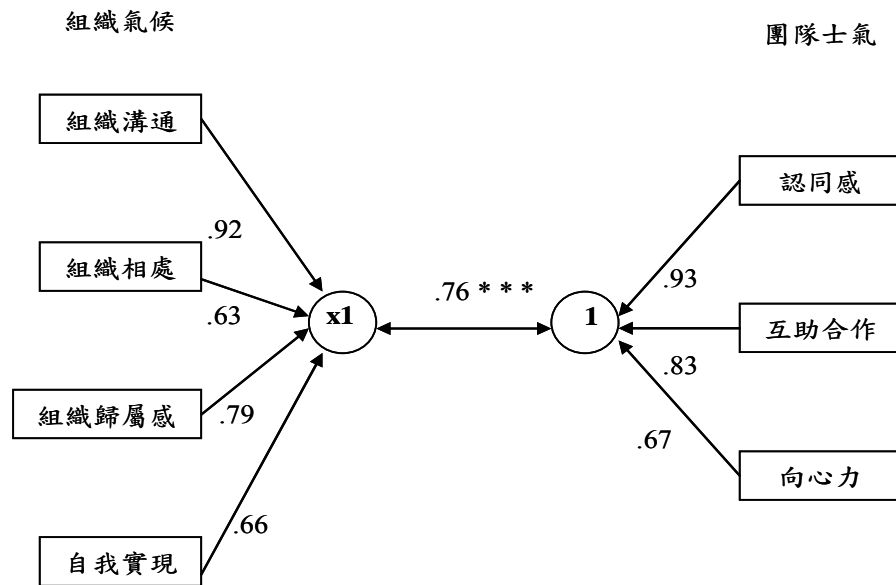 組織氣候
團隊士氣
組織溝通
認同感
.92
組織相處
.63
.76 * * *
x1
1
.93
互助合作
.83
組織歸屬感
.79
.67
向心力
.66
自我實現